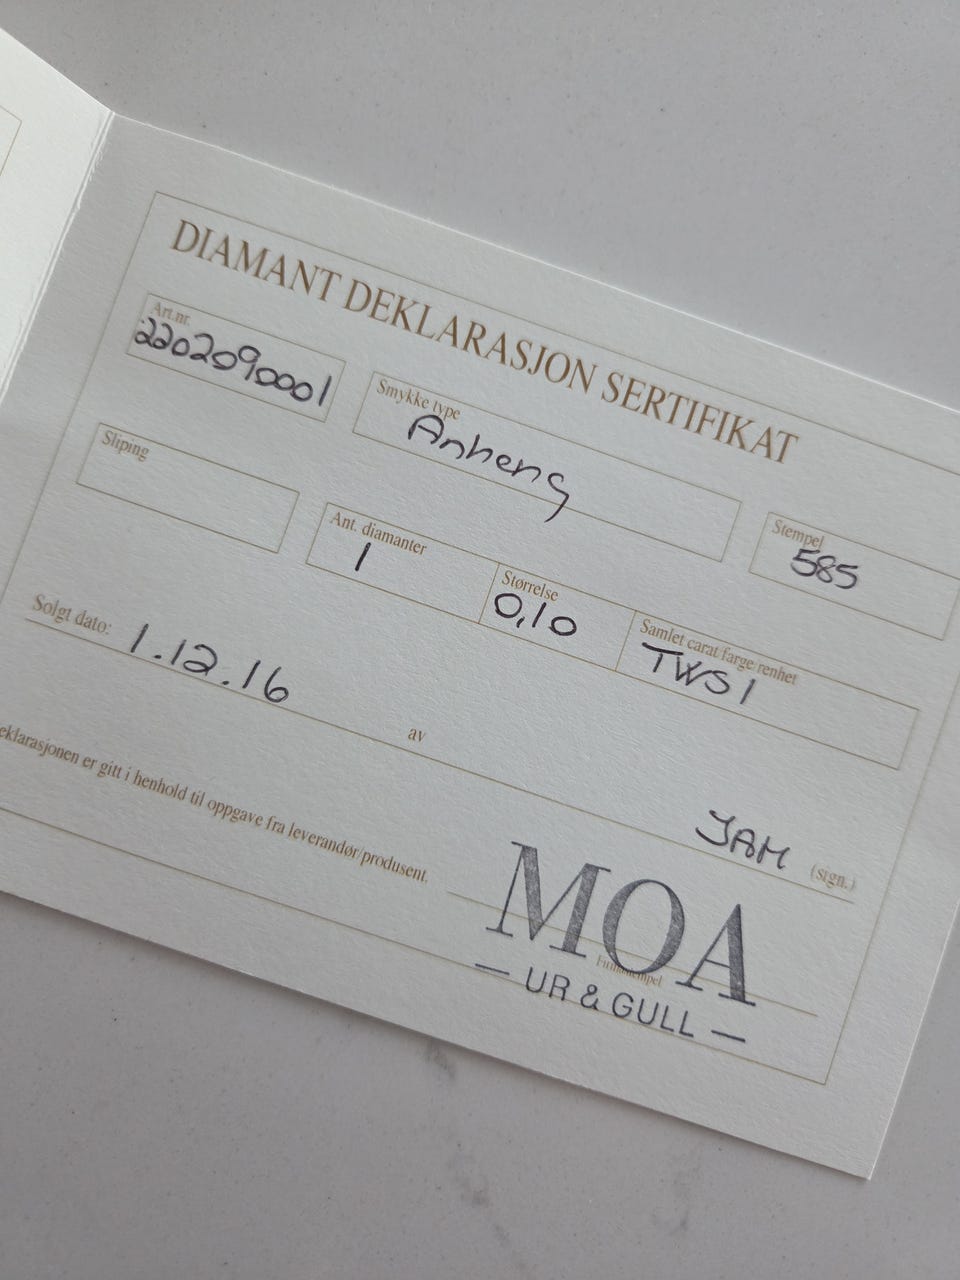 DIAMANT DEKLARASJON SERTIFIKAT
Art.nr.
2202090001
Smykke type
Anheng
Stempel
585
Sliping
Ant. diamanter
1
Størrelse
0,10
Samlet carat/farge/renhet
TWSI
Solgt dato: 1.12.16
av
JAM (sign.)
eklarasjonen er gitt i henhold til oppgave fra leverandør/produsent.
MOA
Firmastempel
— UR & GULL —